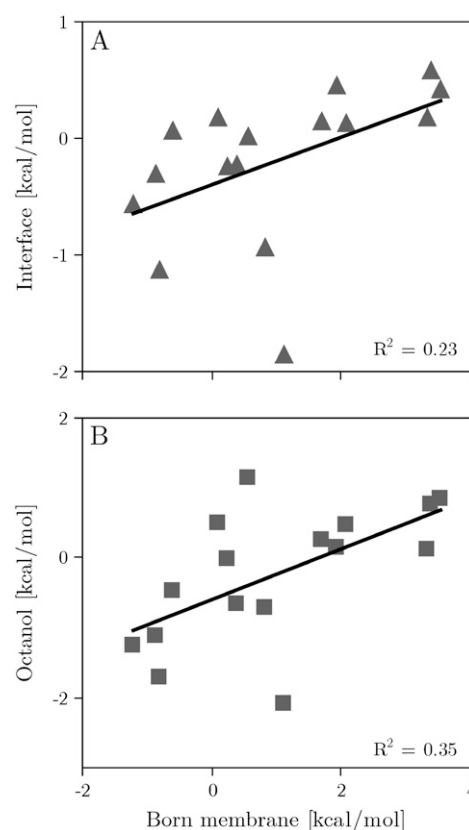 1
A
0
Interface [kcal/mol]
-1
R² = 0.23
-2
2
B
0
Octanol [kcal/mol]
-2
R² = 0.35
-2 0 2 4
Born membrane [kcal/mol]